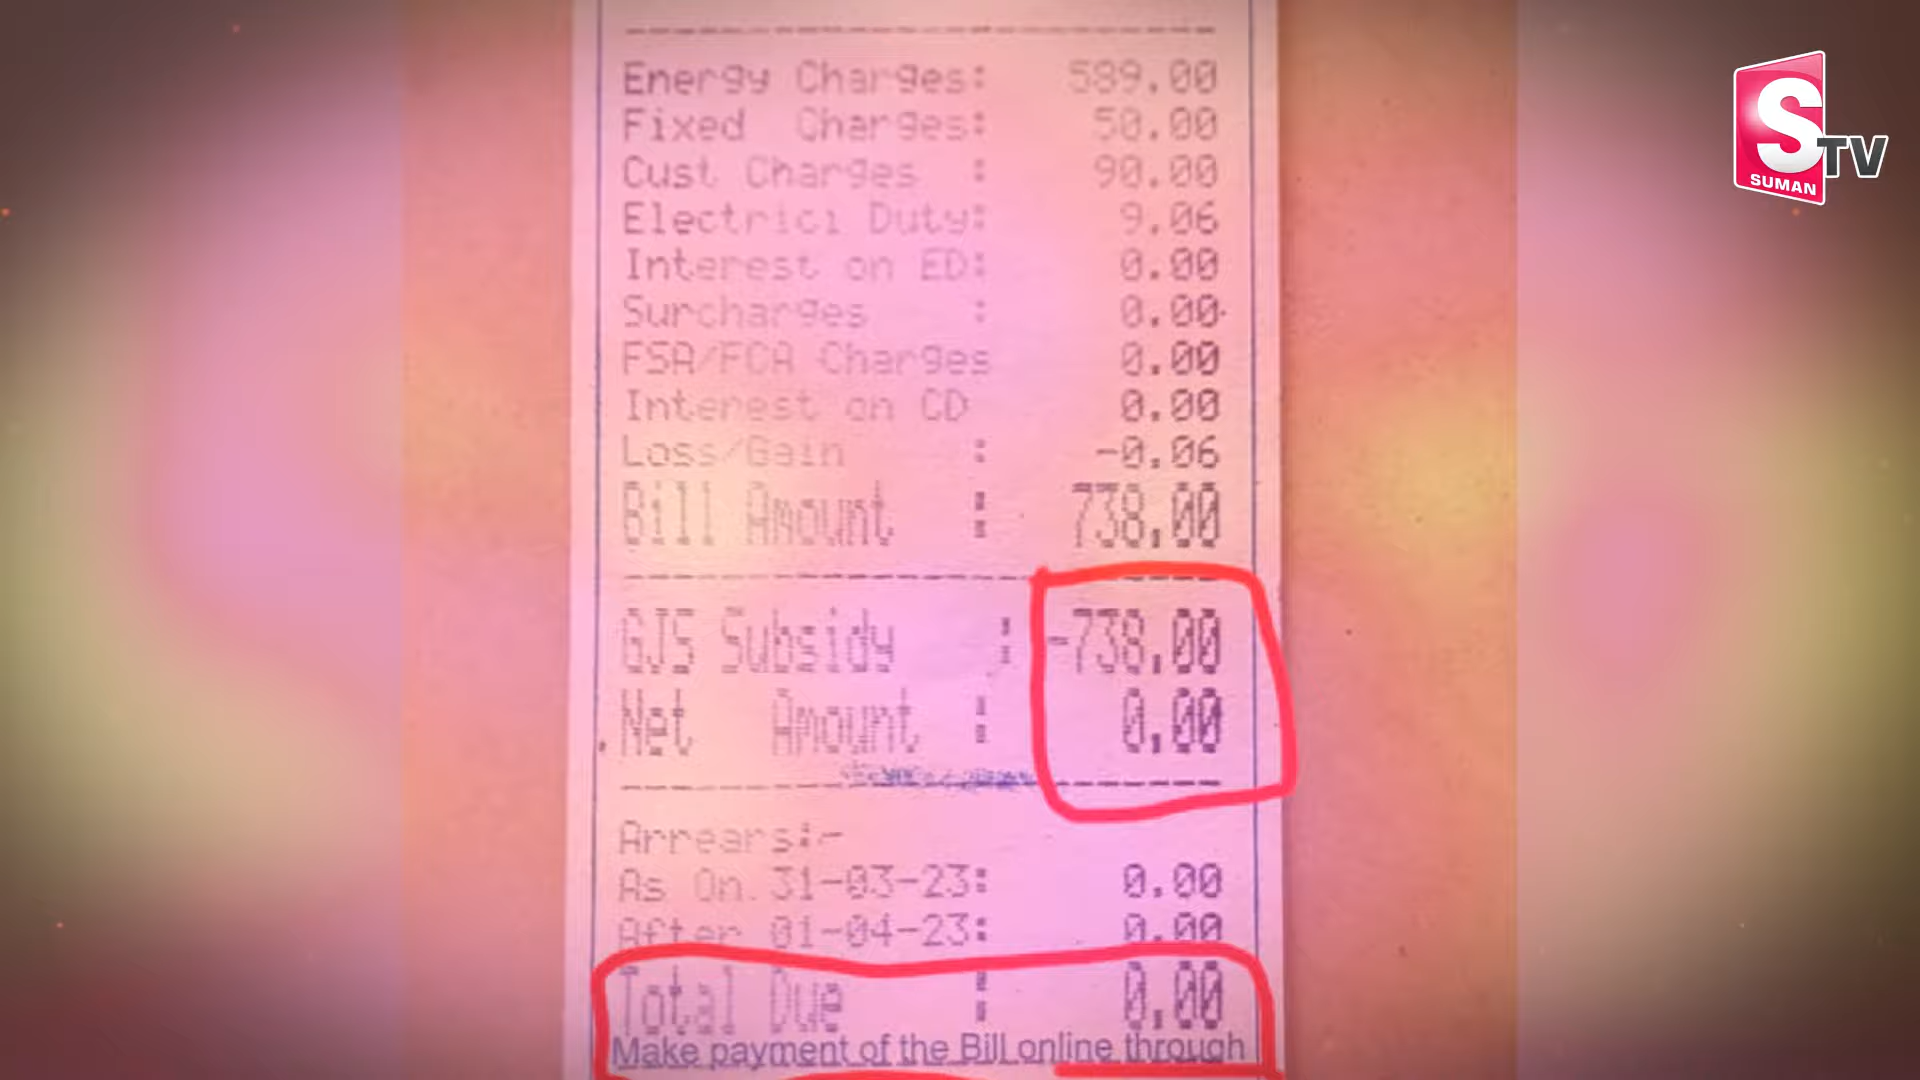 Energy Charges: 589.00
Fixed Charges: 50.00
Cust Charges : 90.00
Electrici Duty: 9.06
Interest on ED: 0.00
Surcharges : 0.00
FSA/FCA Charges 0.00
Interest on CD 0.00
Loss/Gain : -0.06
Bill Amount : 738.00
GJS Subsidy : -738.00
Net Amount : 0.00
Arrears:-
As On 31-03-23: 0.00
After 01-04-23: 0.00
Total Due : 0.00
Make payment of the Bill online through
S TV
SUMAN